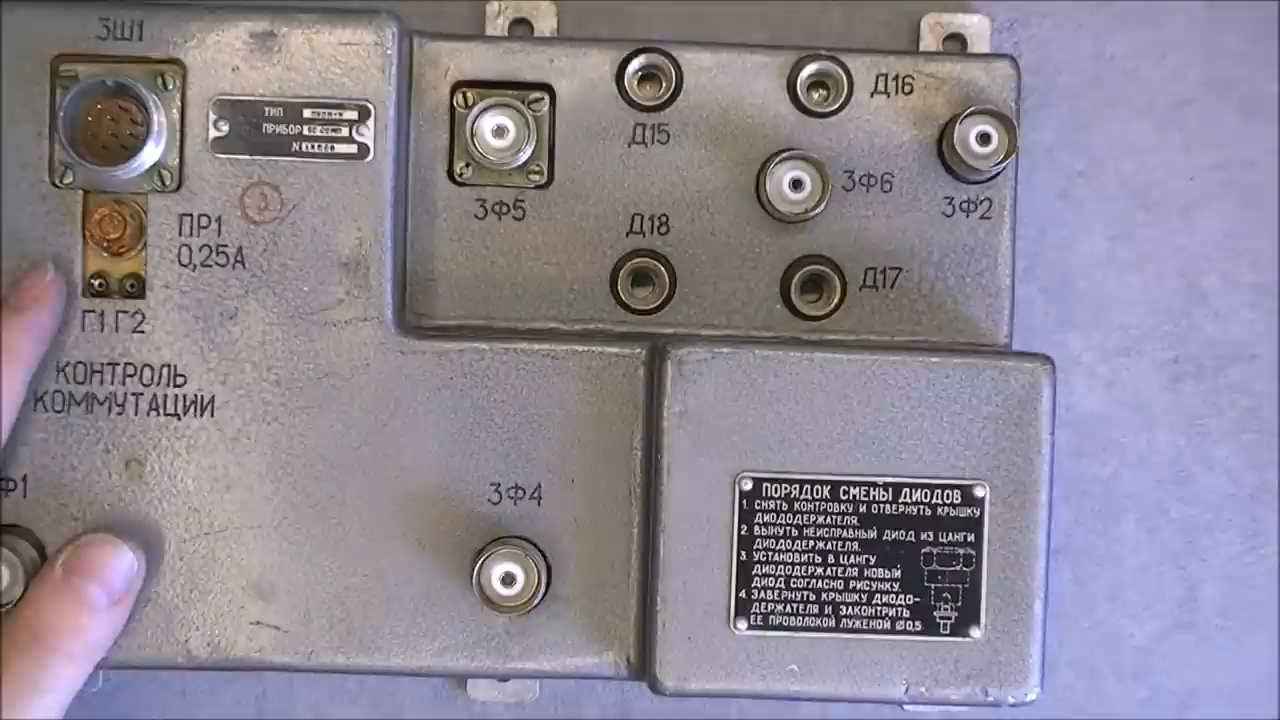 3Ш1
ТИП
ПРИБОР
N
ПР1
0,25А
Г1 Г2
КОНТРОЛЬ
КОММУТАЦИИ
Ф1
3Ф5
Д15
Д16
3Ф6
3Ф2
Д18
Д17
3Ф4
ПОРЯДОК СМЕНЫ ДИОДОВ
1. СНЯТЬ КОНТРОВКУ И ОТВЕРНУТЬ КРЫШКУ
ДИОДОДЕРЖАТЕЛЯ.
2. ВЫНУТЬ НЕИСПРАВНЫЙ ДИОД ИЗ ЦАНГИ
ДИОДОДЕРЖАТЕЛЯ.
3. УСТАНОВИТЬ В ЦАНГУ
ДИОДОДЕРЖАТЕЛЯ НОВЫЙ
ДИОД СОГЛАСНО РИСУНКУ.
4. ЗАВЕРНУТЬ КРЫШКУ ДИОДО-
ДЕРЖАТЕЛЯ И ЗАКОНТРИТЬ
ЕЕ ПРОВОЛОКОЙ ЛУЖЕНОЙ Ø0,5